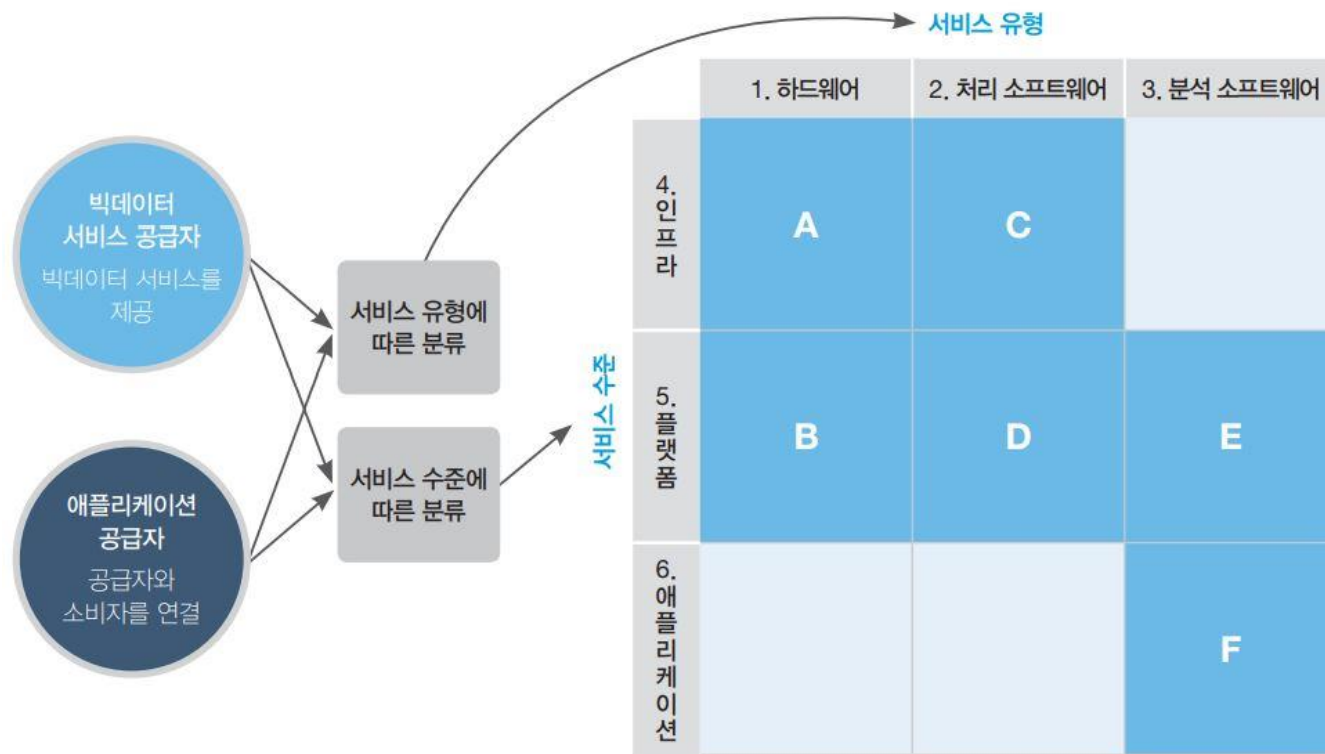 서비스 유형
1. 하드웨어
2. 처리 소프트웨어
3. 분석 소프트웨어
빅데이터
서비스 공급자
빅데이터 서비스를
제공
애플리케이션
공급자
공급자와
소비자를 연결
서비스 유형에
따른 분류
서비스 수준에
따른 분류
서비스 수준
4. 인프라
A
C
5. 플랫폼
B
D
E
6. 애플리케이션
F